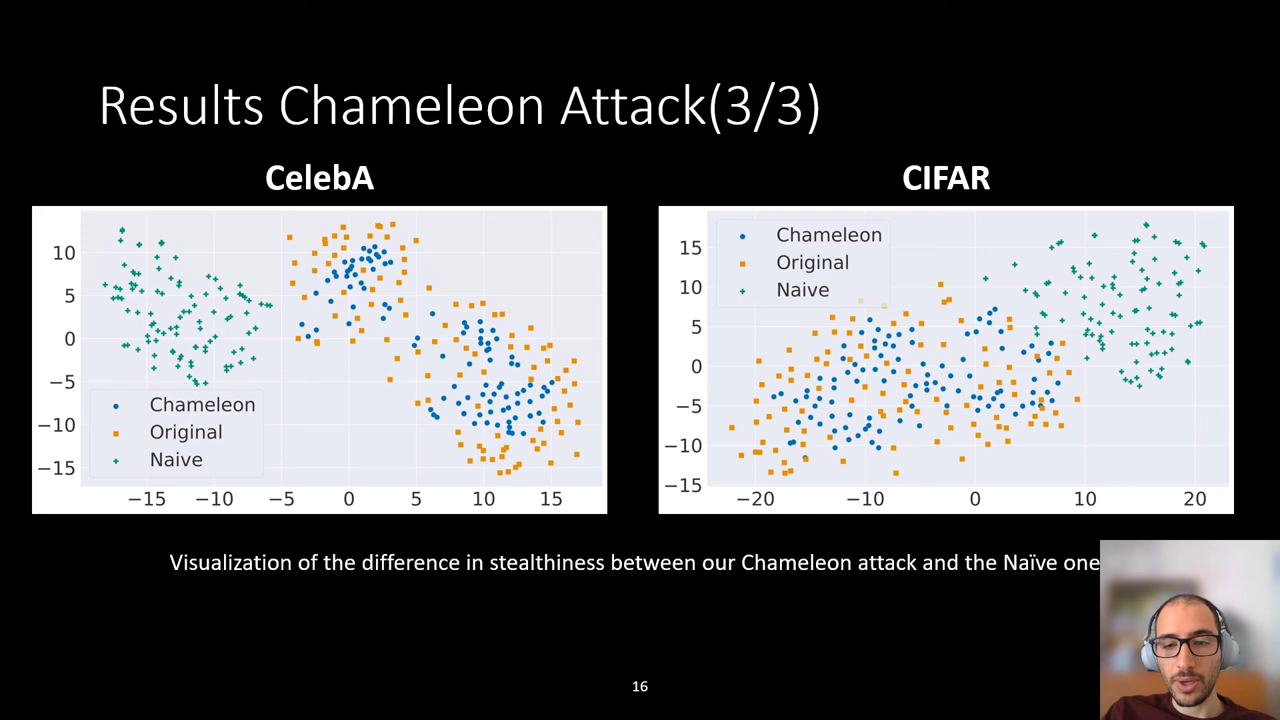 Results Chameleon Attack(3/3)
CelebA
10
5
0
−5
−10
−15
−15 −10 −5 0 5 10 15
Chameleon
Original
Naive
CIFAR
15
10
5
0
−5
−10
−15
−20 −10 0 10 20
Chameleon
Original
Naive
Visualization of the difference in stealthiness between our Chameleon attack and the Naïve one
16